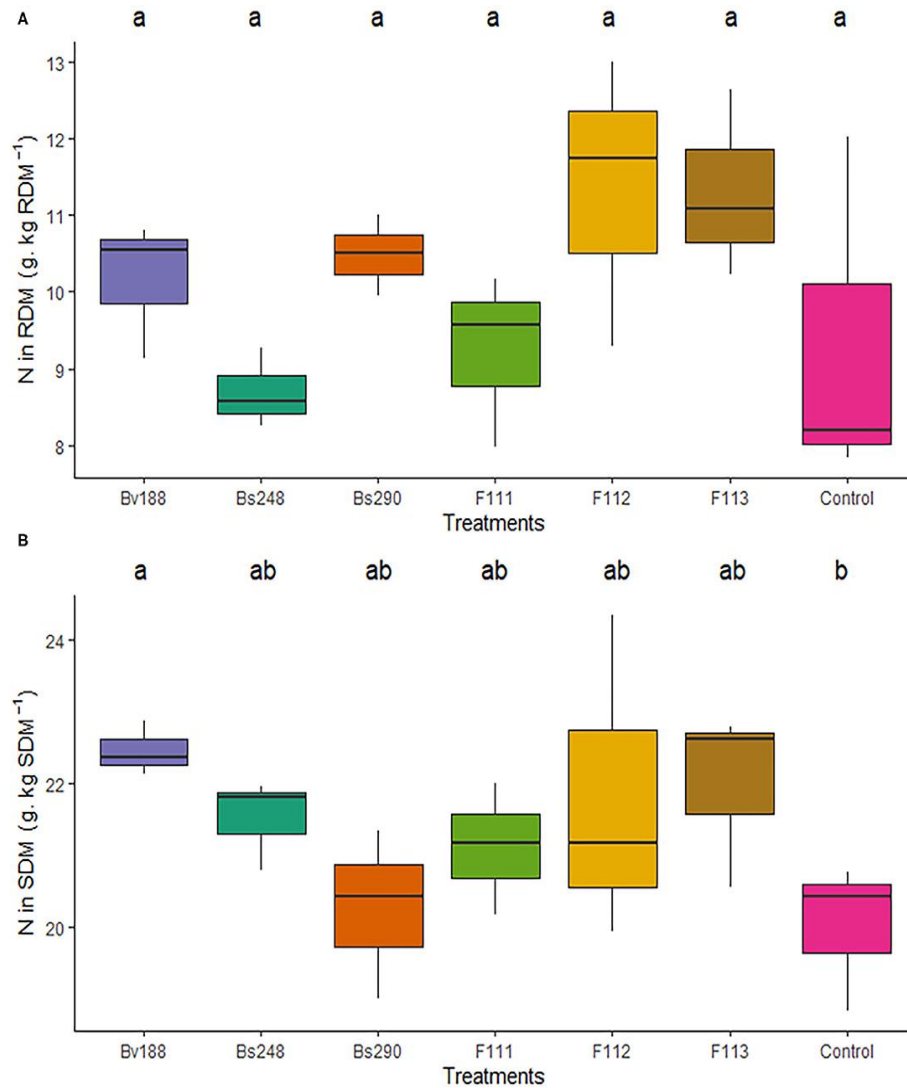 A
a a a a a a a
N in RDM (g. kg RDM⁻¹)
13
12
11
10
9
8
Bv188 Bs248 Bs290 F111 F112 F113 Control
Treatments
B
a ab ab ab ab ab b
N in SDM (g. kg SDM⁻¹)
24
22
20
Bv188 Bs248 Bs290 F111 F112 F113 Control
Treatments